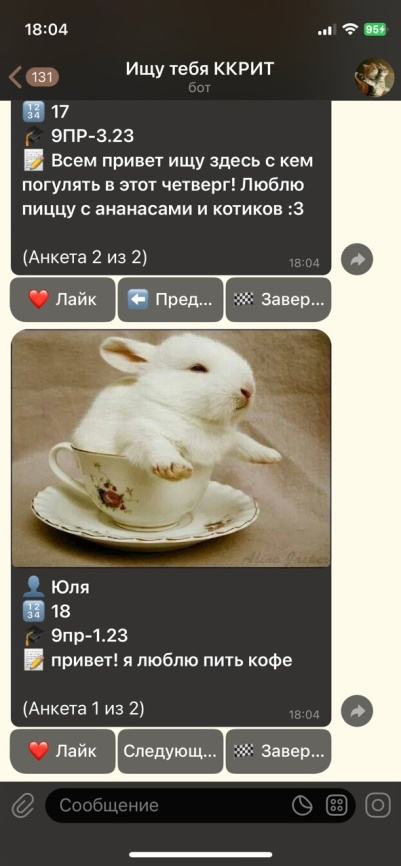 18:04
95
131
Ищу тебя ККРИТ
бот
17
9ПР-3.23
Всем привет ищу здесь с кем
погулять в этот четверг! Люблю
пиццу с ананасами и котиков :3
(Анкета 2 из 2)
18:04
Лайк
Пред...
Завер...
Alina Jasker
Юля
18
9пр-1.23
привет! я люблю пить кофе
(Анкета 1 из 2)
18:04
Лайк
Следующ...
Завер...
Сообщение